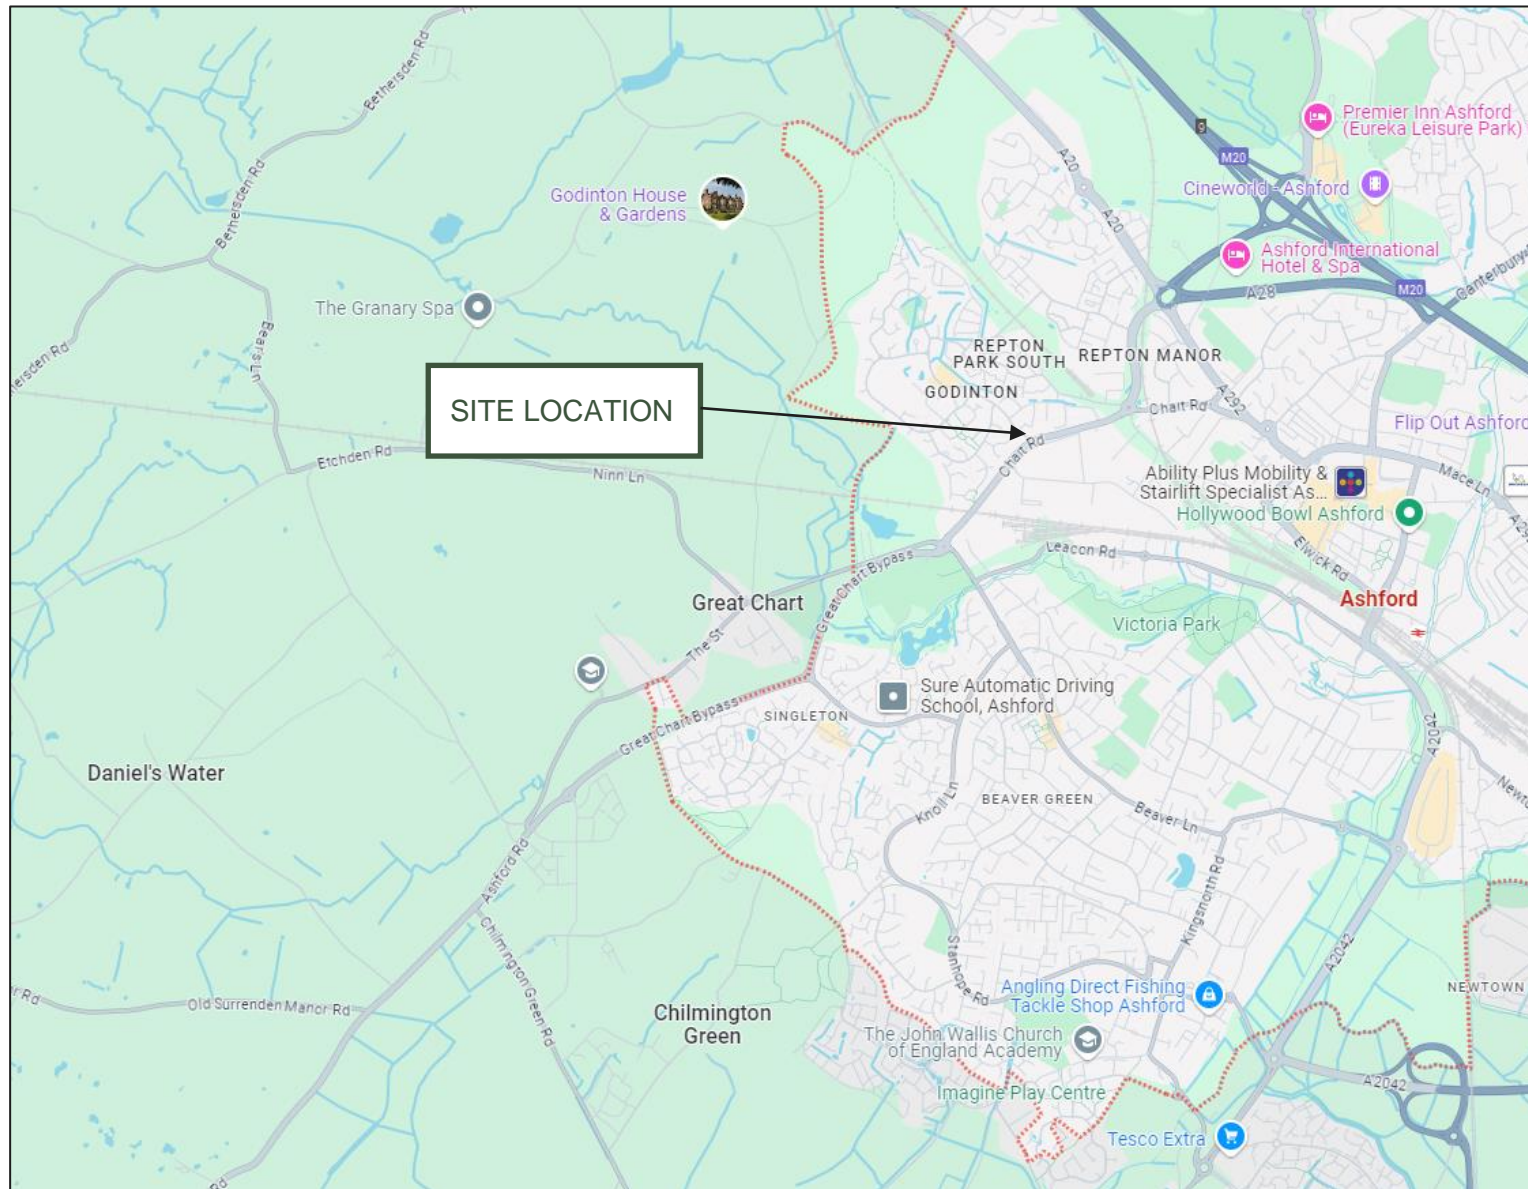 Bethersden Rd
9
Premier Inn Ashford
(Eureka Leisure Park)
A20
M20
Cineworld - Ashford
Godinton House
& Gardens
Bethersden Rd
A20
Ashford International
Hotel & Spa
M20
A28
The Granary Spa
Bears Ln
REPTON
PARK SOUTH
REPTON MANOR
GODINTON
SITE LOCATION
Chart Rd
A292
Flip Out Ashford
Chart Rd
Etchden Rd
Ninn Ln
Ability Plus Mobility &
Stairlift Specialist As...
Hollywood Bowl Ashford
Mace Ln
Elwick Rd
Leacon Rd
Great Chart Bypass
Great Chart
Great Chart Bypass
Ashford
Victoria Park
The St
Sure Automatic Driving
School, Ashford
SINGLETON
Great Chart Bypass
A2042
Daniel's Water
BEAVER GREEN
Knoll Ln
Beaver Ln
Ashford Rd
Kingsnorth Rd
Chilmington Green Rd
Stanhope Rd
A2042
NEWTOWN
Old Surrenden Manor Rd
Angling Direct Fishing
Tackle Shop Ashford
Chilmington
Green
The John Wallis Church
of England Academy
Imagine Play Centre
A2042
Tesco Extra